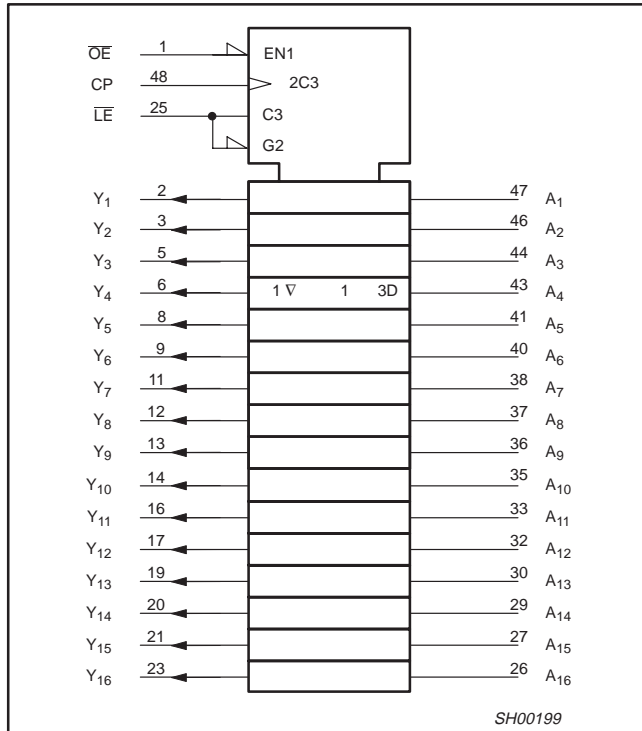 OE 1 EN1
CP 48 2C3
LE 25 C3
G2
Y1 2 47 A1
Y2 3 46 A2
Y3 5 44 A3
Y4 6 1 ∇ 1 3D 43 A4
Y5 8 41 A5
Y6 9 40 A6
Y7 11 38 A7
Y8 12 37 A8
Y9 13 36 A9
Y10 14 35 A10
Y11 16 33 A11
Y12 17 32 A12
Y13 19 30 A13
Y14 20 29 A14
Y15 21 27 A15
Y16 23 26 A16
SH00199